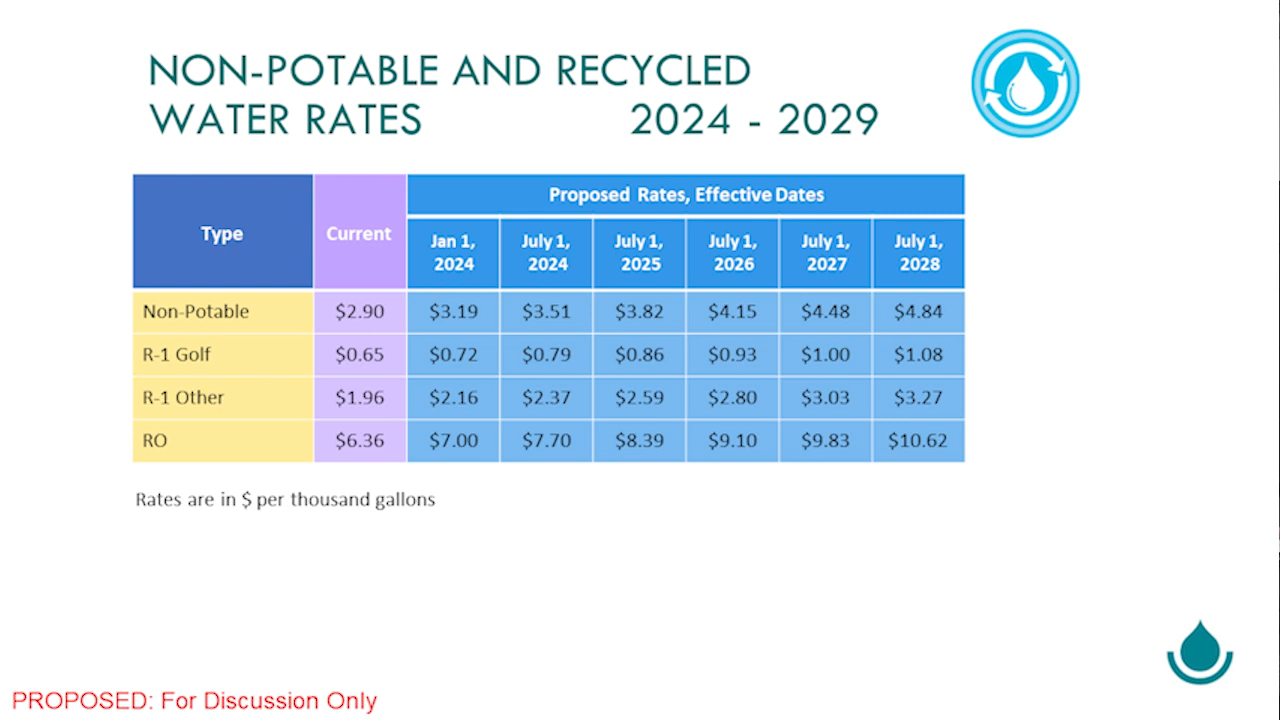 NON-POTABLE AND RECYCLED
WATER RATES 2024 - 2029
Type Current Proposed Rates, Effective Dates
Jan 1, 2024 July 1, 2024 July 1, 2025 July 1, 2026 July 1, 2027 July 1, 2028
Non-Potable $2.90 $3.19 $3.51 $3.82 $4.15 $4.48 $4.84
R-1 Golf $0.65 $0.72 $0.79 $0.86 $0.93 $1.00 $1.08
R-1 Other $1.96 $2.16 $2.37 $2.59 $2.80 $3.03 $3.27
RO $6.36 $7.00 $7.70 $8.39 $9.10 $9.83 $10.62
Rates are in $ per thousand gallons
PROPOSED: For Discussion Only